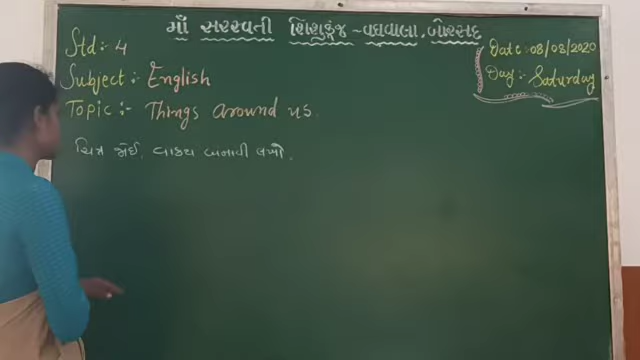 માઁ સરસ્વતી શિશુકુંજ - વઘવાલા, બોરસદ
Std :- 4
Date :- 08/08/2020
Subject :- English
Day :- Saturday
Topic :- Things around us.
ચિત્ર જોઈ, વાક્ય બનાવી લખો.